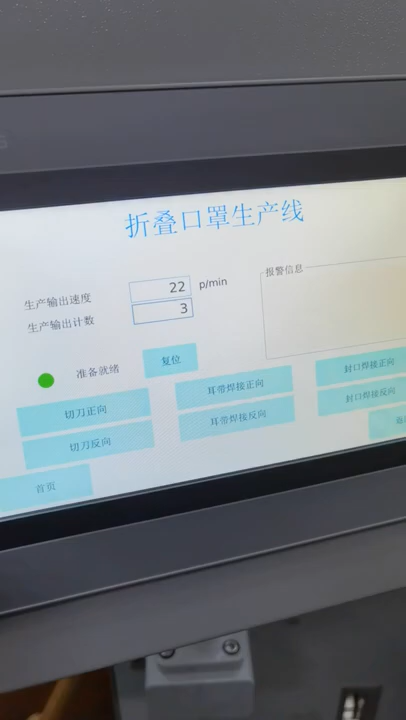 折叠口罩生产线
生产输出速度 22 p/min
生产输出计数 3
报警信息
准备就绪 复位
切刀正向 耳带焊接正向 封口焊接正向
切刀反向 耳带焊接反向 封口焊接反向
首页